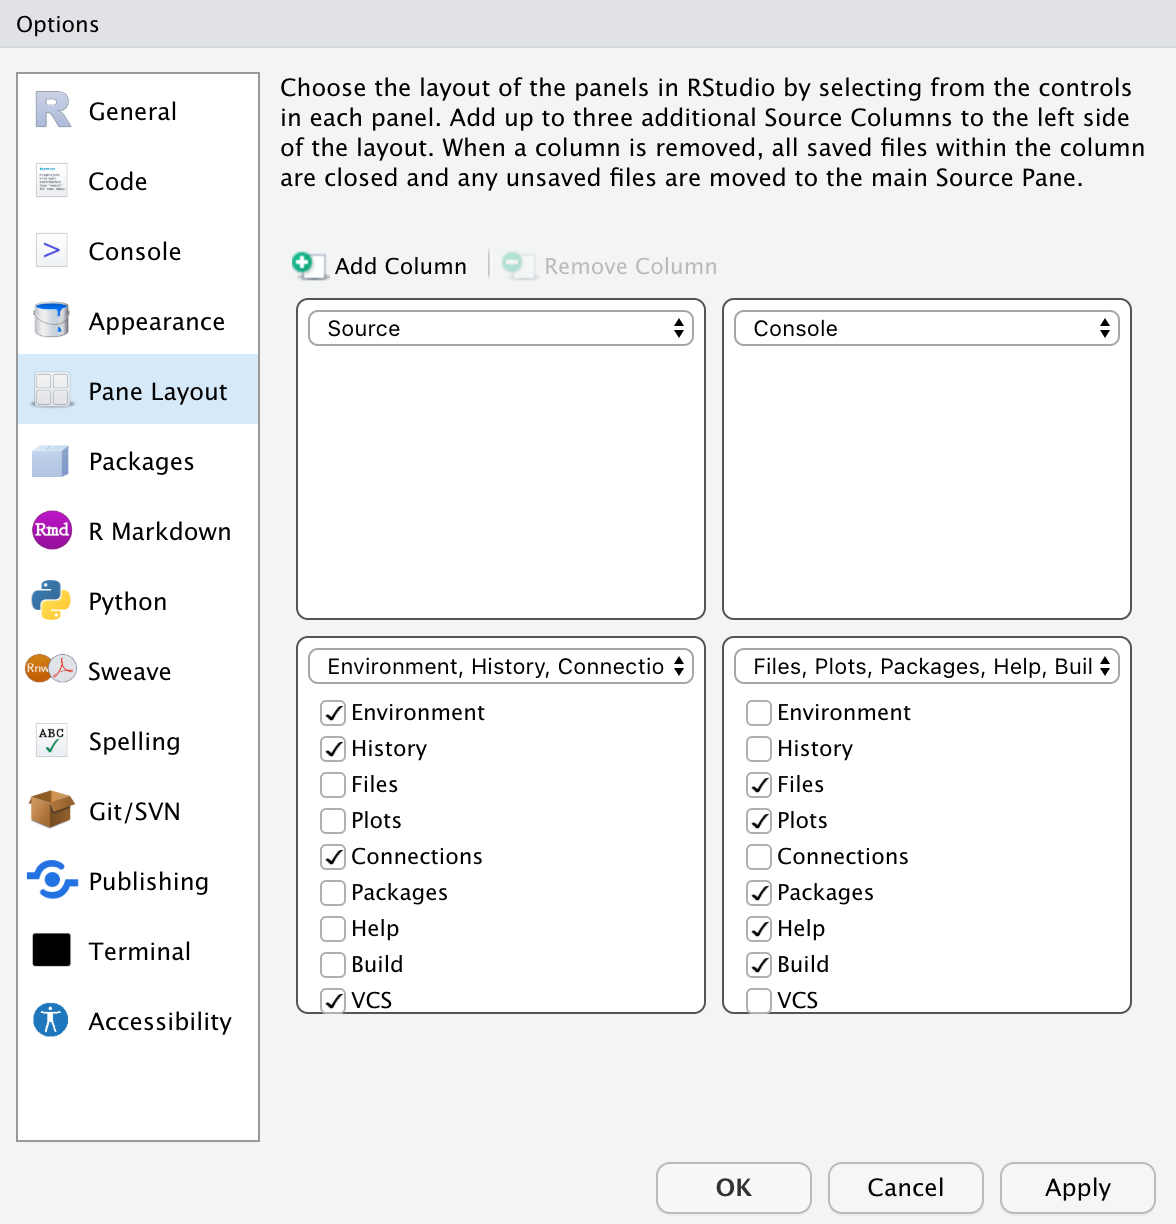 Options
General
Code
Console
Appearance
Pane Layout
Packages
Rmd
R Markdown
Python
Rnw
Sweave
ABC
Spelling
Git/SVN
Publishing
Terminal
Accessibility
Choose the layout of the panels in RStudio by selecting from the controls
in each panel. Add up to three additional Source Columns to the left side
of the layout. When a column is removed, all saved files within the column
are closed and any unsaved files are moved to the main Source Pane.
Add Column
Remove Column
Source
Console
Environment, History, Connectio
Environment
History
Files
Plots
Connections
Packages
Help
Build
VCS
Files, Plots, Packages, Help, Buil
Environment
History
Files
Plots
Connections
Packages
Help
Build
VCS
OK
Cancel
Apply